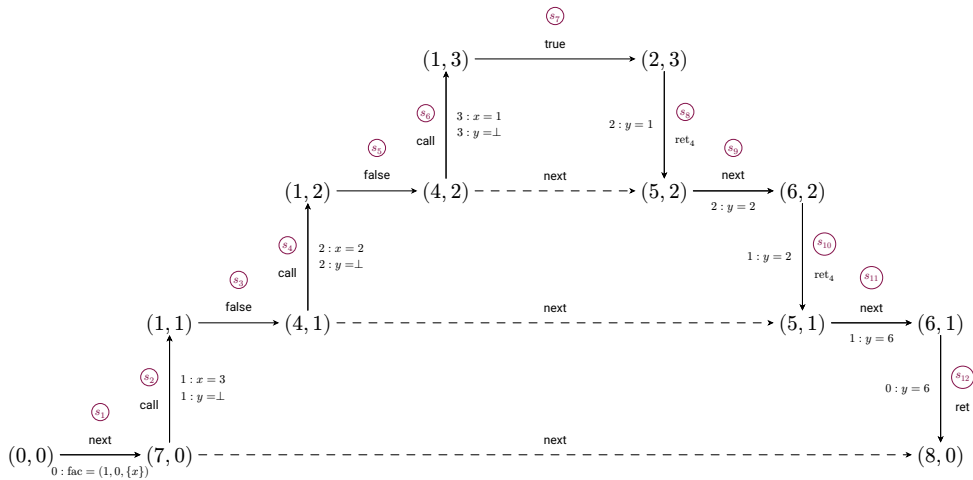 s₇
true
(1, 3) (2, 3)
s₆ 3 : x = 1 s₈
call 3 : y =⊥ 2 : y = 1 ret₄
s₅ s₉
false next next
(1, 2) (4, 2) (5, 2) (6, 2)
2 : y = 2
s₄ 2 : x = 2 s₁₀
call 2 : y =⊥ 1 : y = 2 ret₄
s₃ s₁₁
false next next
(1, 1) (4, 1) (5, 1) (6, 1)
1 : y = 6
s₂ 1 : x = 3 s₁₂
call 1 : y =⊥ 0 : y = 6 ret
s₁
next next
(0, 0) (7, 0) (8, 0)
0 : fac = (1, 0, {x})